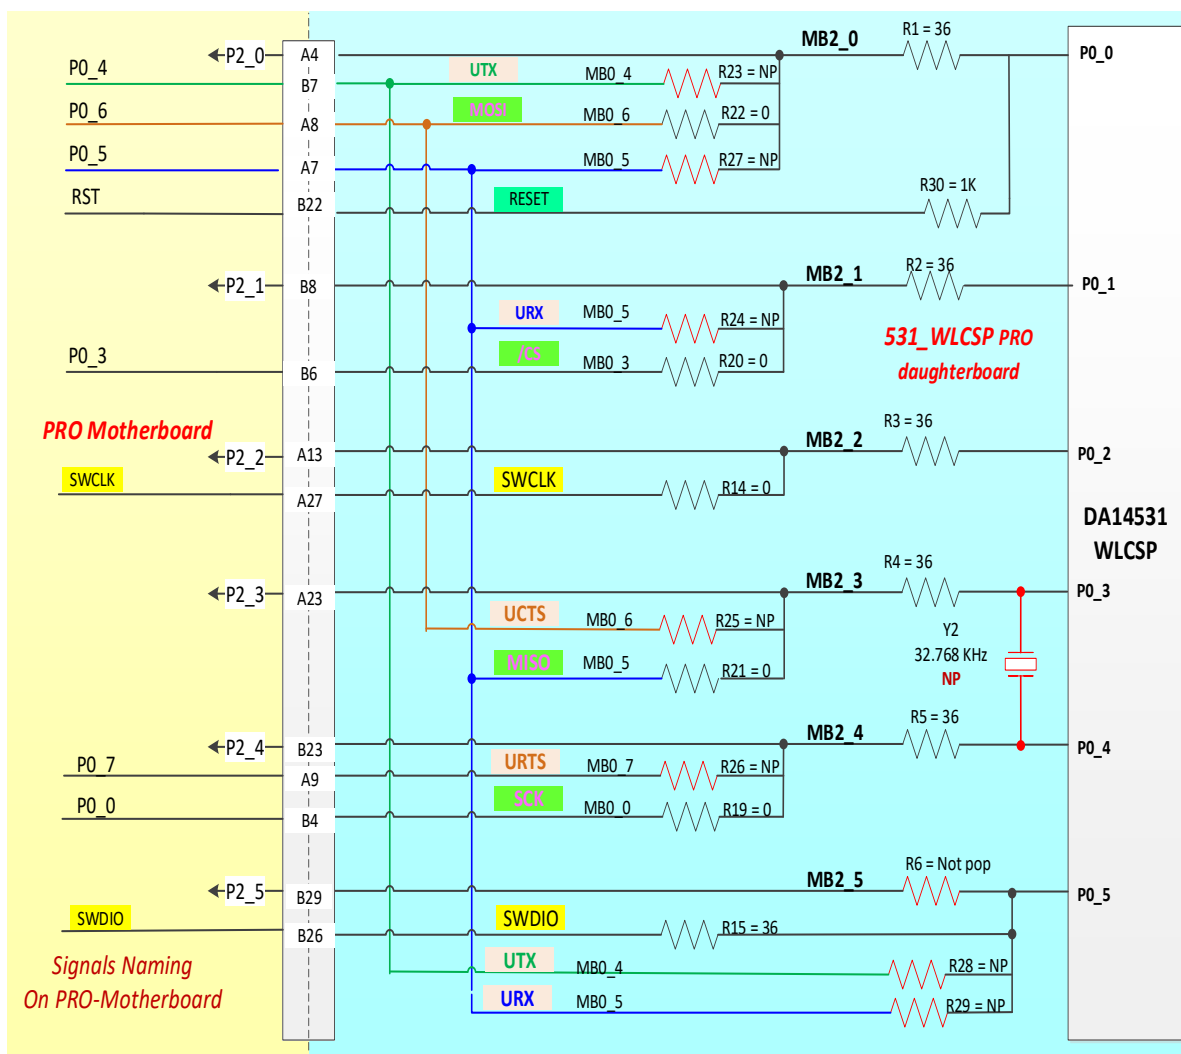 P2_0 A4 MB2_0 R1 = 36 P0_0
P0_4 B7 UTX MB0_4 R23 = NP
P0_6 A8 MOSI MB0_6 R22 = 0
P0_5 A7 MB0_5 R27 = NP
RST B22 RESET R30 = 1K
P2_1 B8 MB2_1 R2 = 36 P0_1
URX MB0_5 R24 = NP
P0_3 B6 /CS MB0_3 R20 = 0
531_WLCSP PRO
daughterboard
PRO Motherboard
P2_2 A13 MB2_2 R3 = 36 P0_2
SWCLK A27 SWCLK R14 = 0
DA14531
WLCSP
P2_3 A23 MB2_3 R4 = 36 P0_3
UCTS MB0_6 R25 = NP
MISO MB0_5 R21 = 0
Y2
32.768 KHz
NP
P2_4 B23 MB2_4 R5 = 36 P0_4
P0_7 A9 URTS MB0_7 R26 = NP
P0_0 B4 SCK MB0_0 R19 = 0
P2_5 B29 MB2_5 R6 = Not pop P0_5
SWDIO B26 SWDIO R15 = 36
UTX MB0_4 R28 = NP
URX MB0_5 R29 = NP
Signals Naming
On PRO-Motherboard